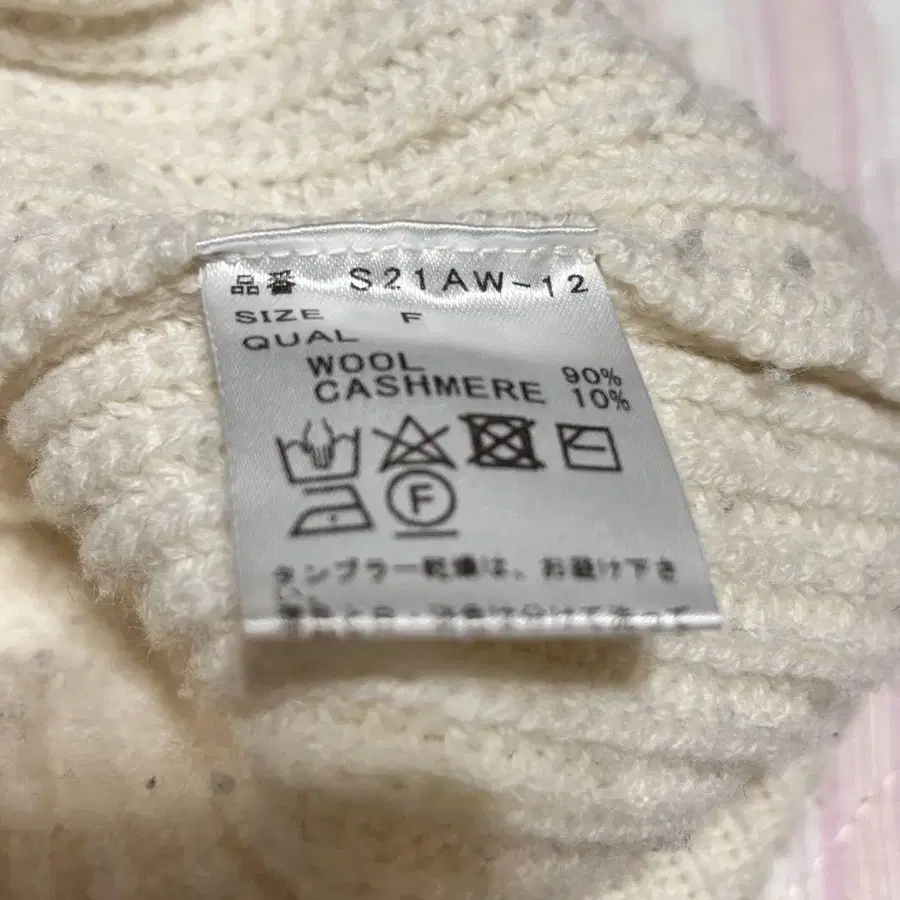 品番 S21AW-12
SIZE F
QUAL
WOOL 90%
CASHMERE 10%
F
タンブラー乾燥は、お避け下さ
い。